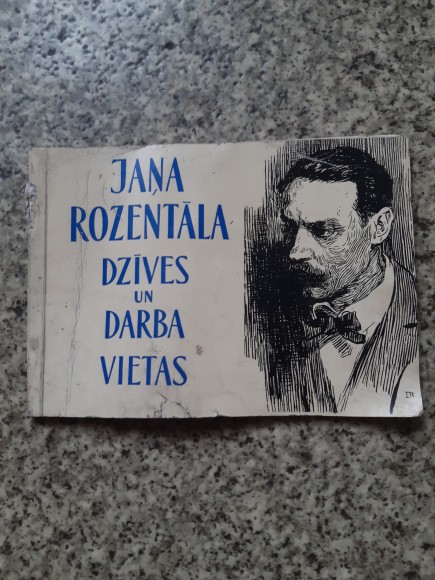 JAŅA
ROZENTĀLA
DZĪVES
UN
DARBA
VIETAS